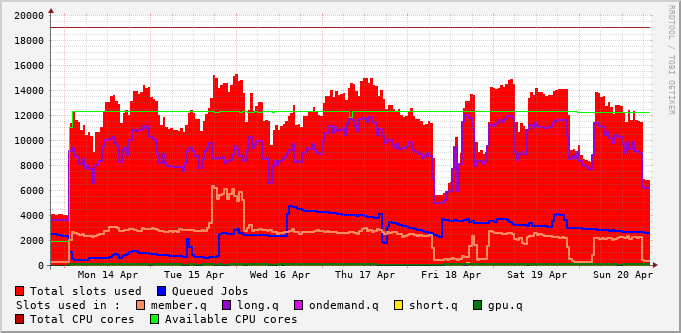 RRDTOOL / TOBI OETIKER
20000
18000
16000
14000
12000
10000
8000
6000
4000
2000
0
Mon 14 Apr Tue 15 Apr Wed 16 Apr Thu 17 Apr Fri 18 Apr Sat 19 Apr Sun 20 Apr
Total slots used Queued Jobs
Slots used in : member.q long.q ondemand.q short.q gpu.q
Total CPU cores Available CPU cores